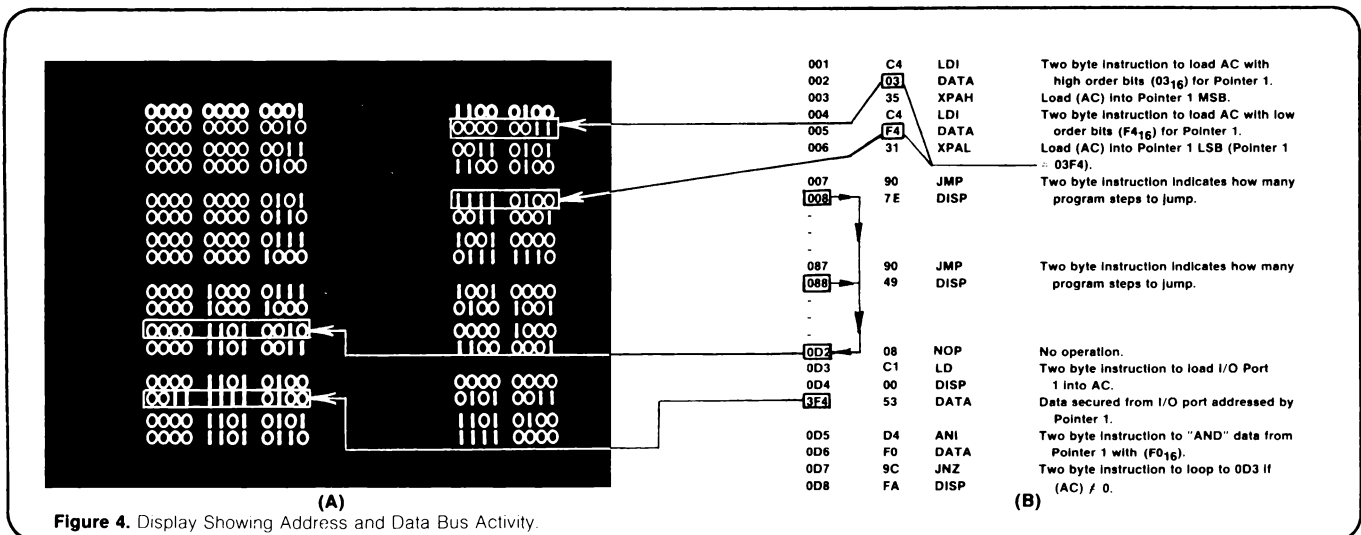 0000 0000 0001 1100 0100
0000 0000 0010 0000 0011
0000 0000 0011 0011 0101
0000 0000 0100 1100 0100
0000 0000 0101 1111 0100
0000 0000 0110 0011 0001
0000 0000 0111 1001 0000
0000 0000 1000 0111 1110
0000 1000 0111 1001 0000
0000 1000 1000 0100 1001
0000 1101 0010 0000 1000
0000 1101 0011 1100 0001
0000 1101 0100 0000 0000
0011 1111 0100 0101 0011
0000 1101 0101 1101 0100
0000 1101 0110 1111 0000
(A)
001 C4 LDI Two byte instruction to load AC with
002 03 DATA high order bits (03₁₆) for Pointer 1.
003 35 XPAH Load (AC) into Pointer 1 MSB.
004 C4 LDI Two byte instruction to load AC with low
005 F4 DATA order bits (F4₁₆) for Pointer 1.
006 31 XPAL Load (AC) into Pointer 1 LSB (Pointer 1
= 03F4).
007 90 JMP Two byte instruction indicates how many
008 7E DISP program steps to jump.
-
-
-
087 90 JMP Two byte instruction indicates how many
088 49 DISP program steps to jump.
-
-
-
0D2 08 NOP No operation.
0D3 C1 LD Two byte instruction to load I/O Port
0D4 00 DISP 1 into AC.
3F4 53 DATA Data secured from I/O port addressed by
Pointer 1.
0D5 D4 ANI Two byte instruction to "AND" data from
0D6 F0 DATA Pointer 1 with (F0₁₆).
0D7 9C JNZ Two byte instruction to loop to 0D3 if
0D8 FA DISP (AC) ≠ 0.
(B)
Figure 4. Display Showing Address and Data Bus Activity.